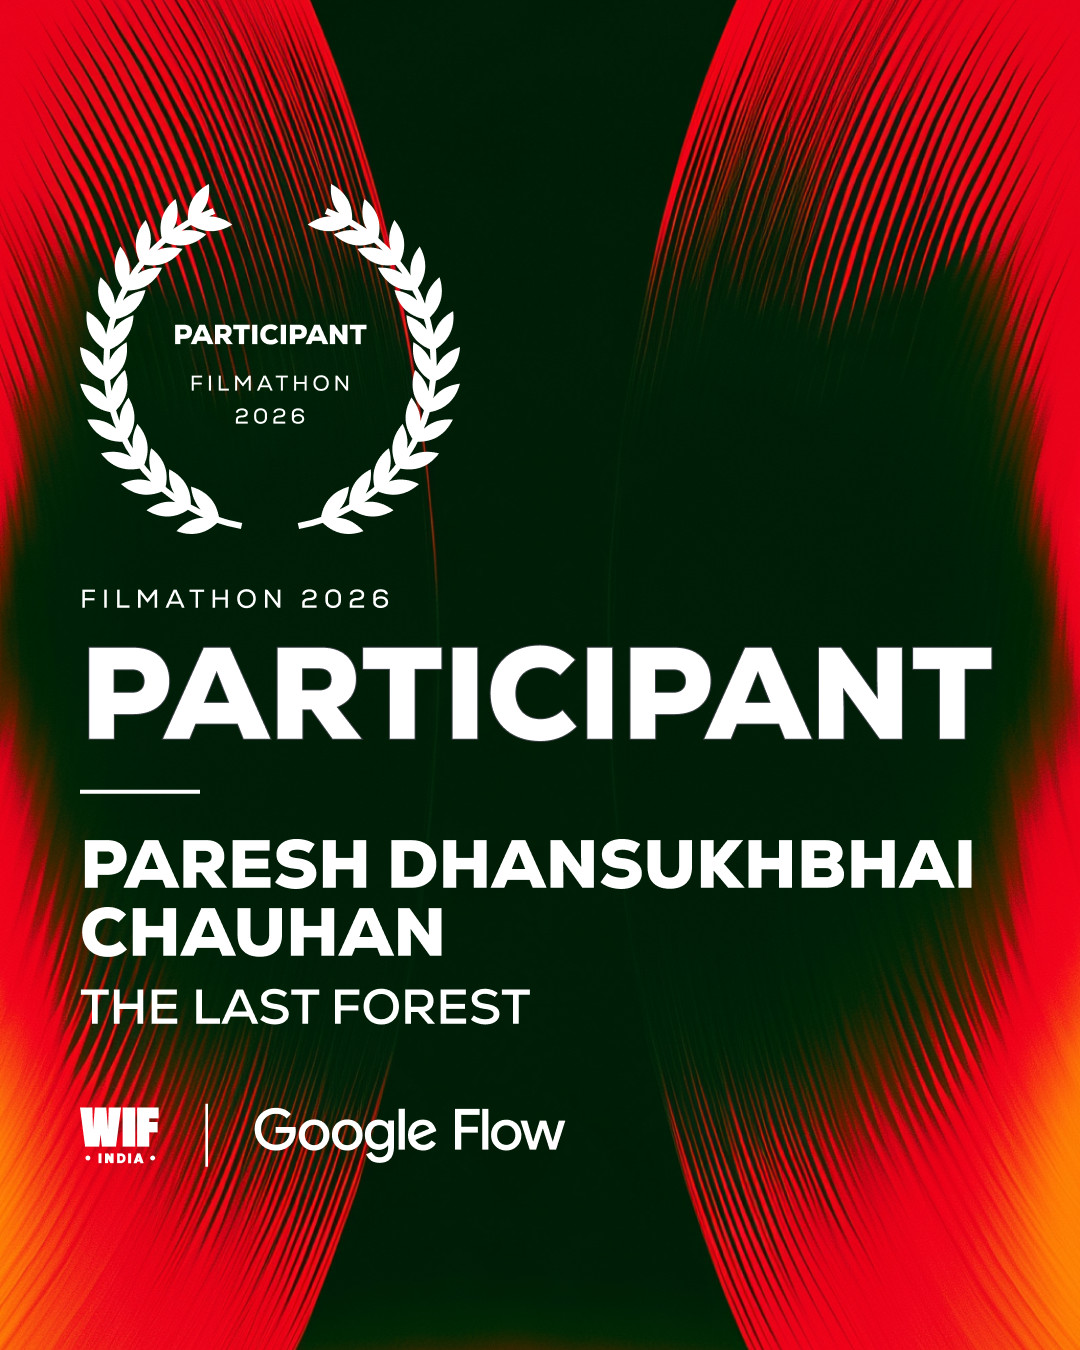 PARTICIPANT
FILMATHON
2026
FILMATHON 2026
PARTICIPANT
PARESH DHANSUKHBHAI
CHAUHAN
THE LAST FOREST
WIF
• INDIA •
Google Flow